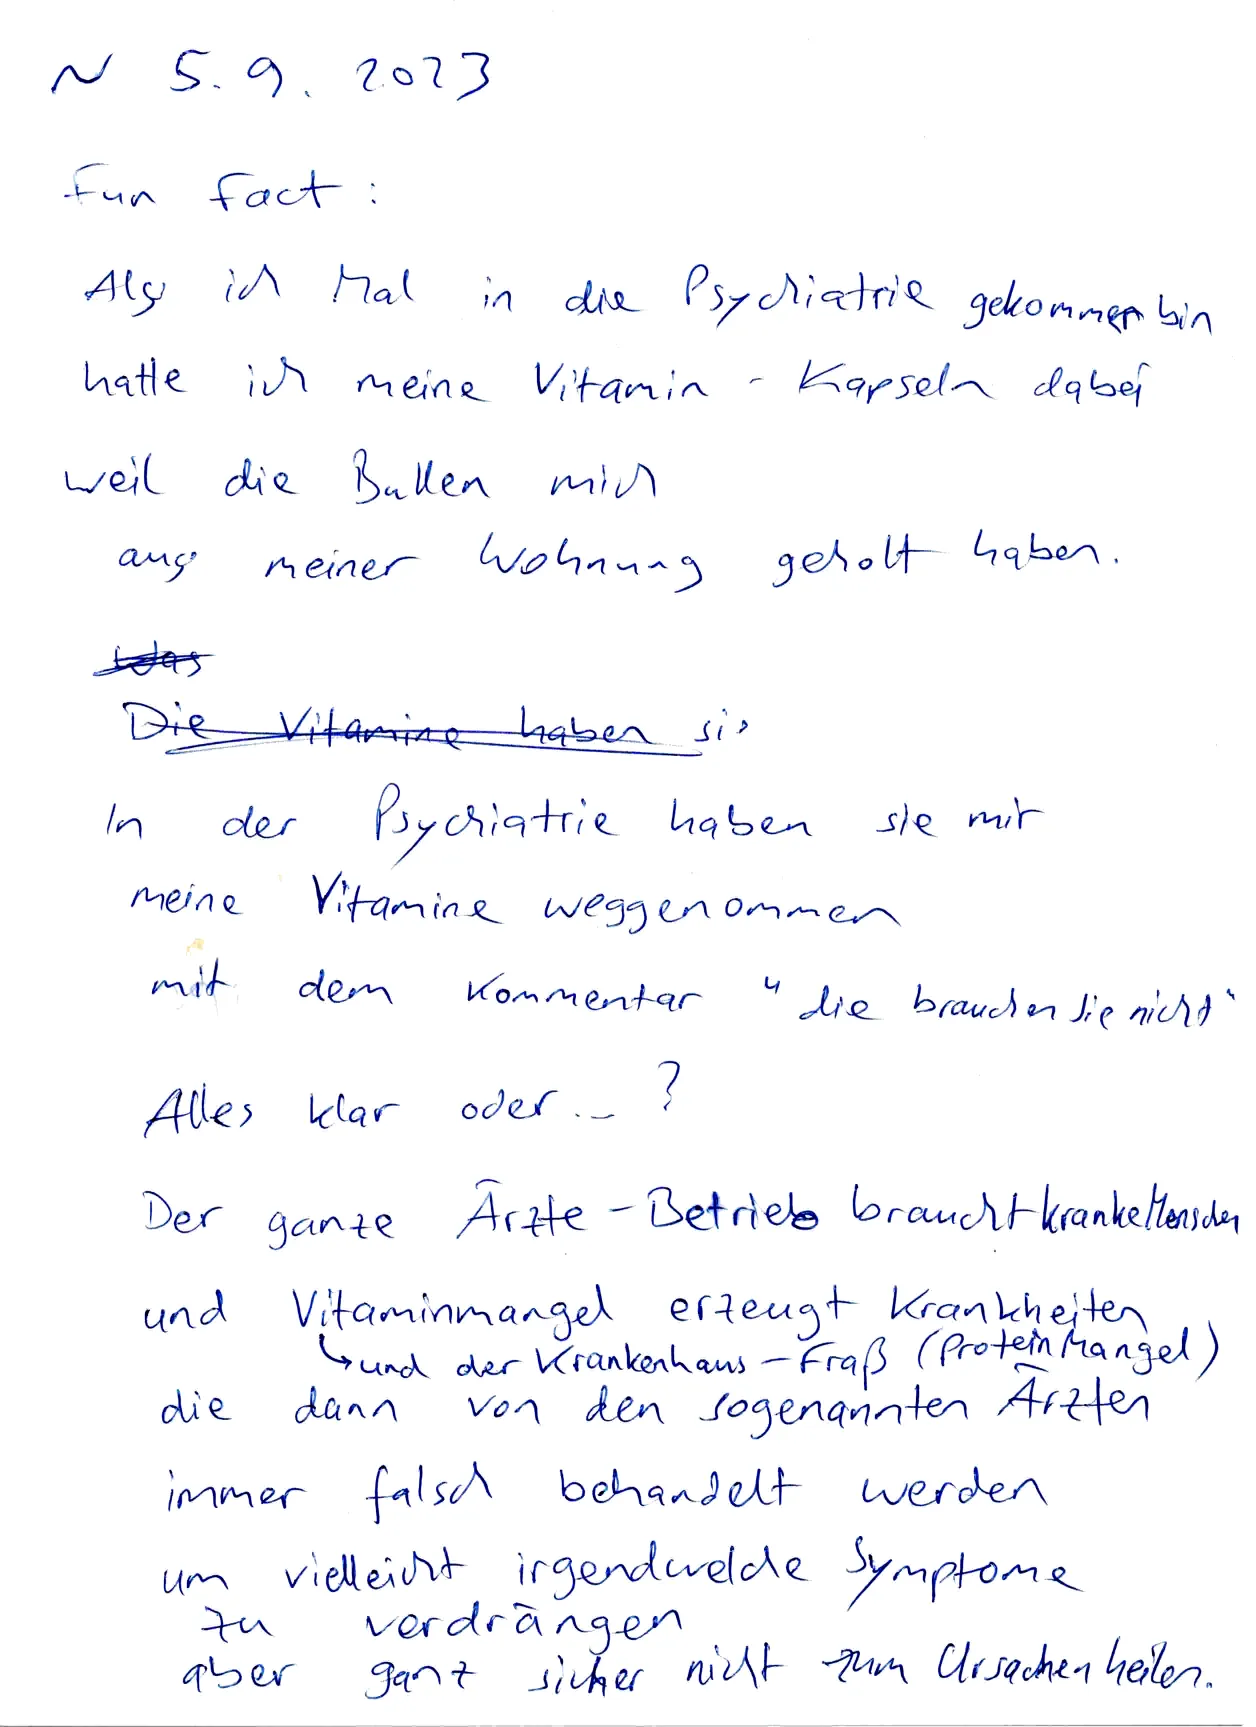 ~ 5.9.2023
Fun Fact:
Als ich Mal in die Psychiatrie gekommen bin
hatte ich meine Vitamin-Kapseln dabei
weil die Bullen mich
aus meiner Wohnung geholt haben.
Was
Die Vitamine haben sie
In der Psychiatrie haben sie mir
meine Vitamine weggenommen
mit dem Kommentar "die brauchen sie nicht"
Alles klar oder...?
Der ganze Ärzte-Betrieb braucht kranke Menschen
und Vitaminmangel erzeugt Krankheiten
↳ und der Krankenhaus-Fraß (Protein Mangel)
die dann von den sogenannten Ärzten
immer falsch behandelt werden
um vielleicht irgendwelche Symptome
zu verdrängen
aber ganz sicher nicht zum Ursachen heilen.